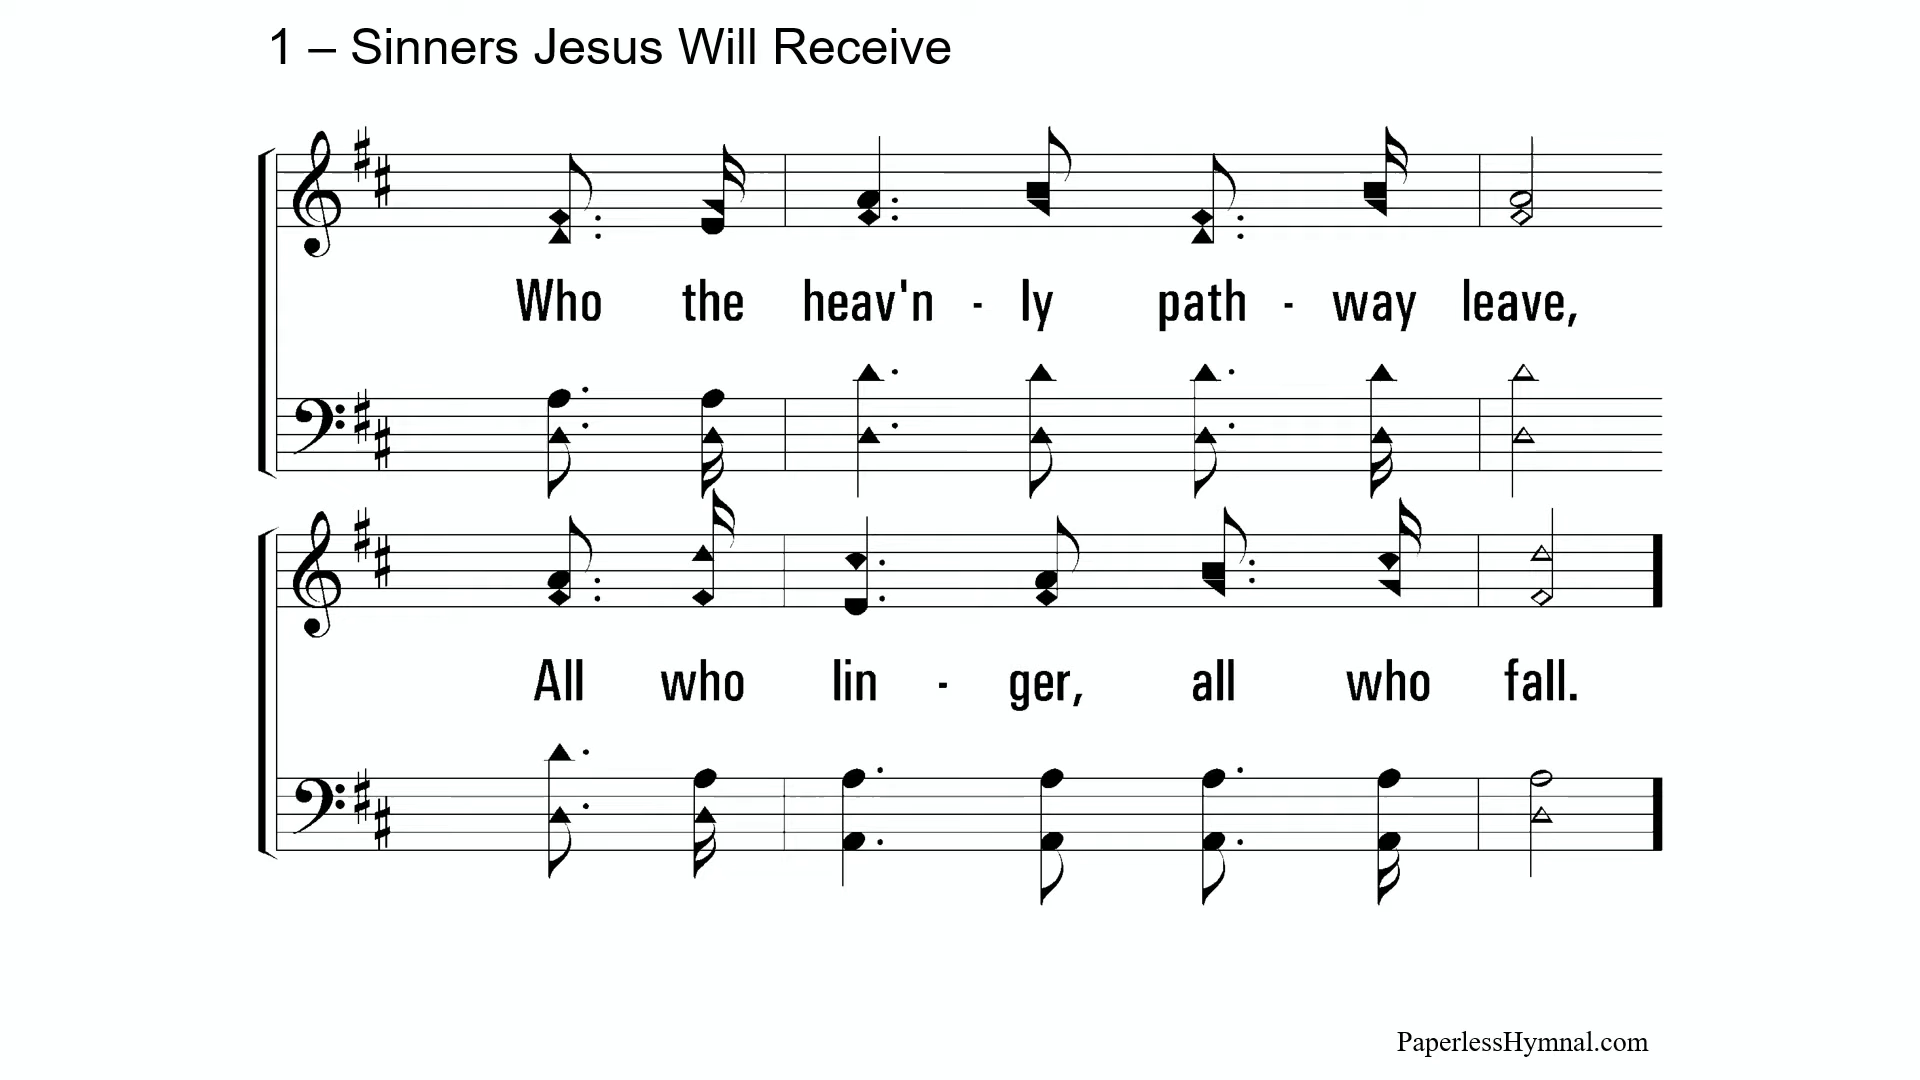 1 – Sinners Jesus Will Receive
Who the heav'n - ly path - way leave,
All who lin - ger, all who fall.
PaperlessHymnal.com